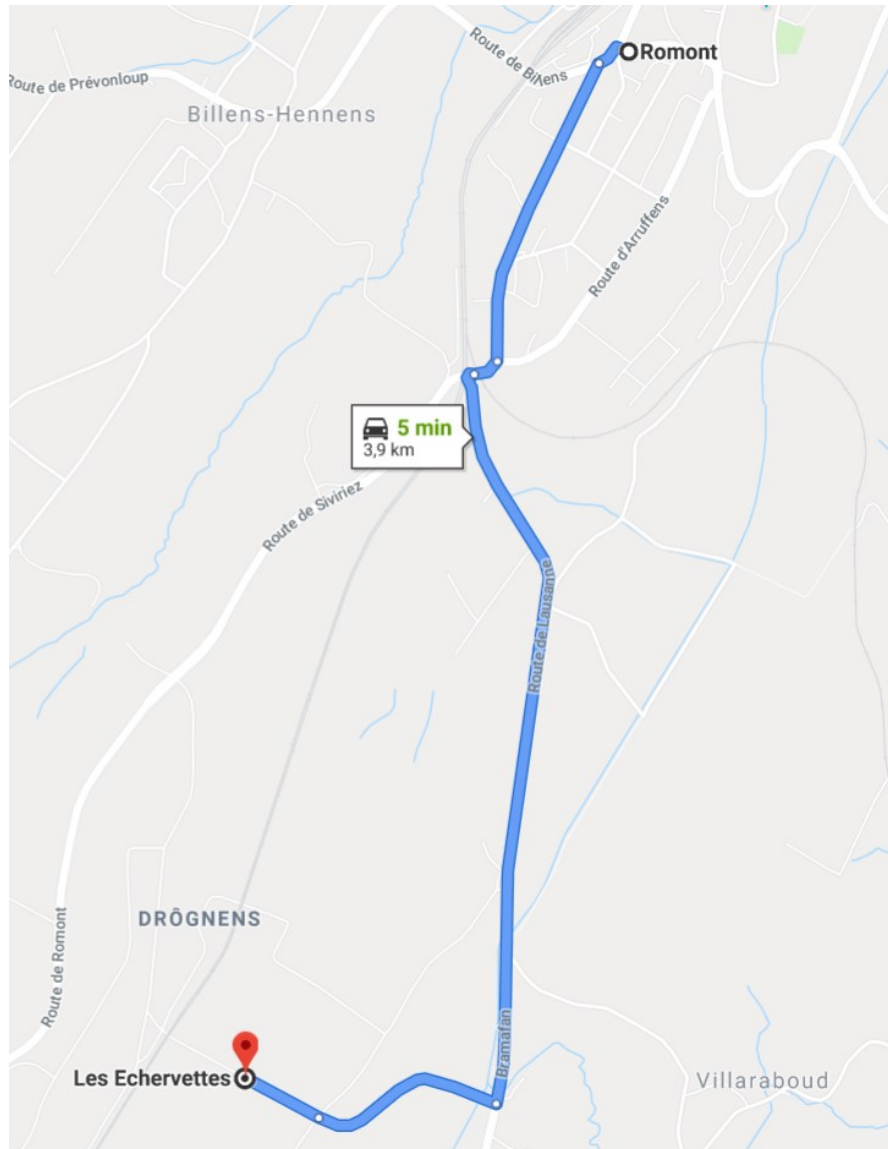 Route de Billens
Romont
Route de Prévonloup
Billens-Hennens
Route d'Arruffens
5 min
3,9 km
Route de Siviriez
Route de Lausanne
DRÔGNENS
Route de Romont
Bramafan
Les Echervettes
Villaraboud